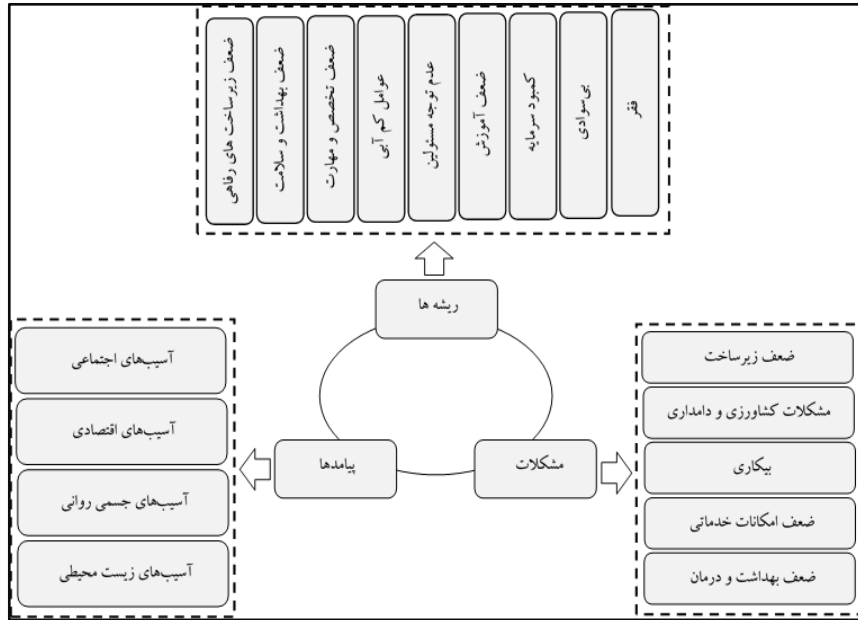 فقر
بی‌سوادی
کمبود سرمایه
ضعف آموزش
عدم توجه مسئولین
عوامل کم آبی
ضعف تخصص و مهارت
ضعف بهداشت و سلامت
ضعف زیرساخت های رفاهی
ریشه ها
مشکلات
پیامدها
ضعف زیرساخت
مشکلات کشاورزی و دامداری
بیکاری
ضعف امکانات خدماتی
ضعف بهداشت و درمان
آسیب‌های اجتماعی
آسیب‌های اقتصادی
آسیب‌های جسمی روانی
آسیب‌های زیست محیطی